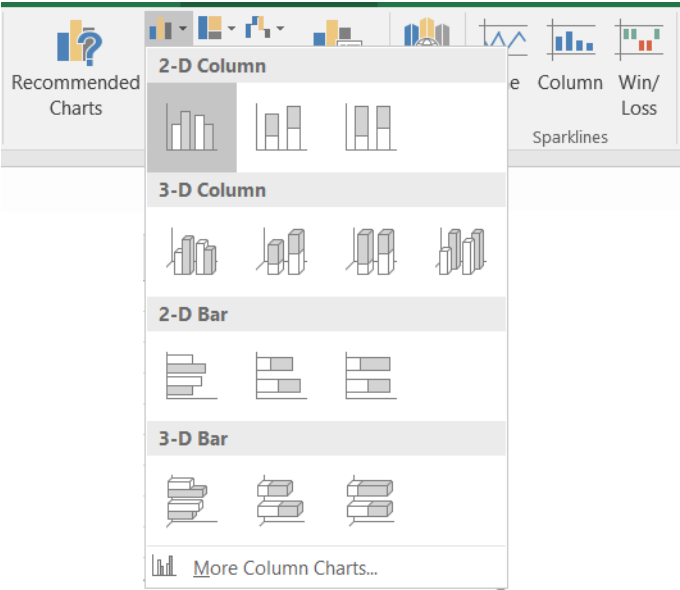 Recommended
Charts
e
Column
Win/
Loss
Sparklines
2-D Column
3-D Column
2-D Bar
3-D Bar
More Column Charts...